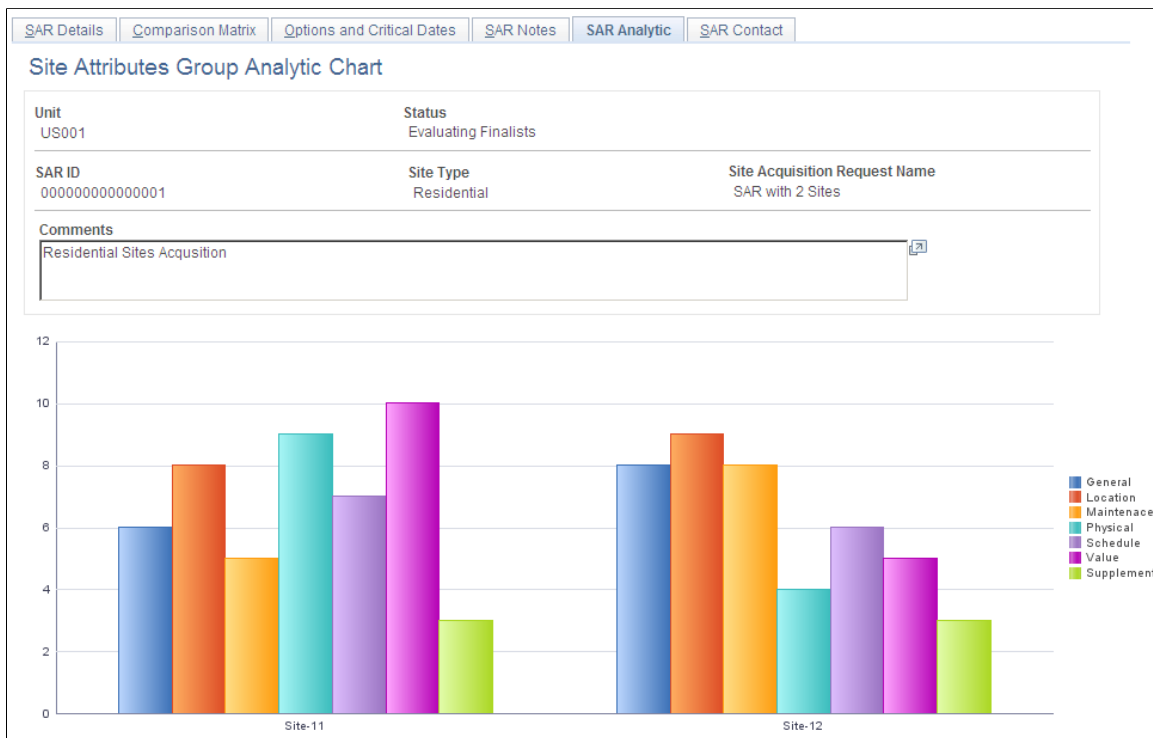 SAR Details Comparison Matrix Options and Critical Dates SAR Notes SAR Analytic SAR Contact
Site Attributes Group Analytic Chart
Unit Status
US001 Evaluating Finalists
SAR ID Site Type Site Acquisition Request Name
000000000000001 Residential SAR with 2 Sites
Comments
Residential Sites Acqusition
12
10
8
6
4
2
0
Site-11 Site-12
General
Location
Maintenace
Physical
Schedule
Value
Supplement